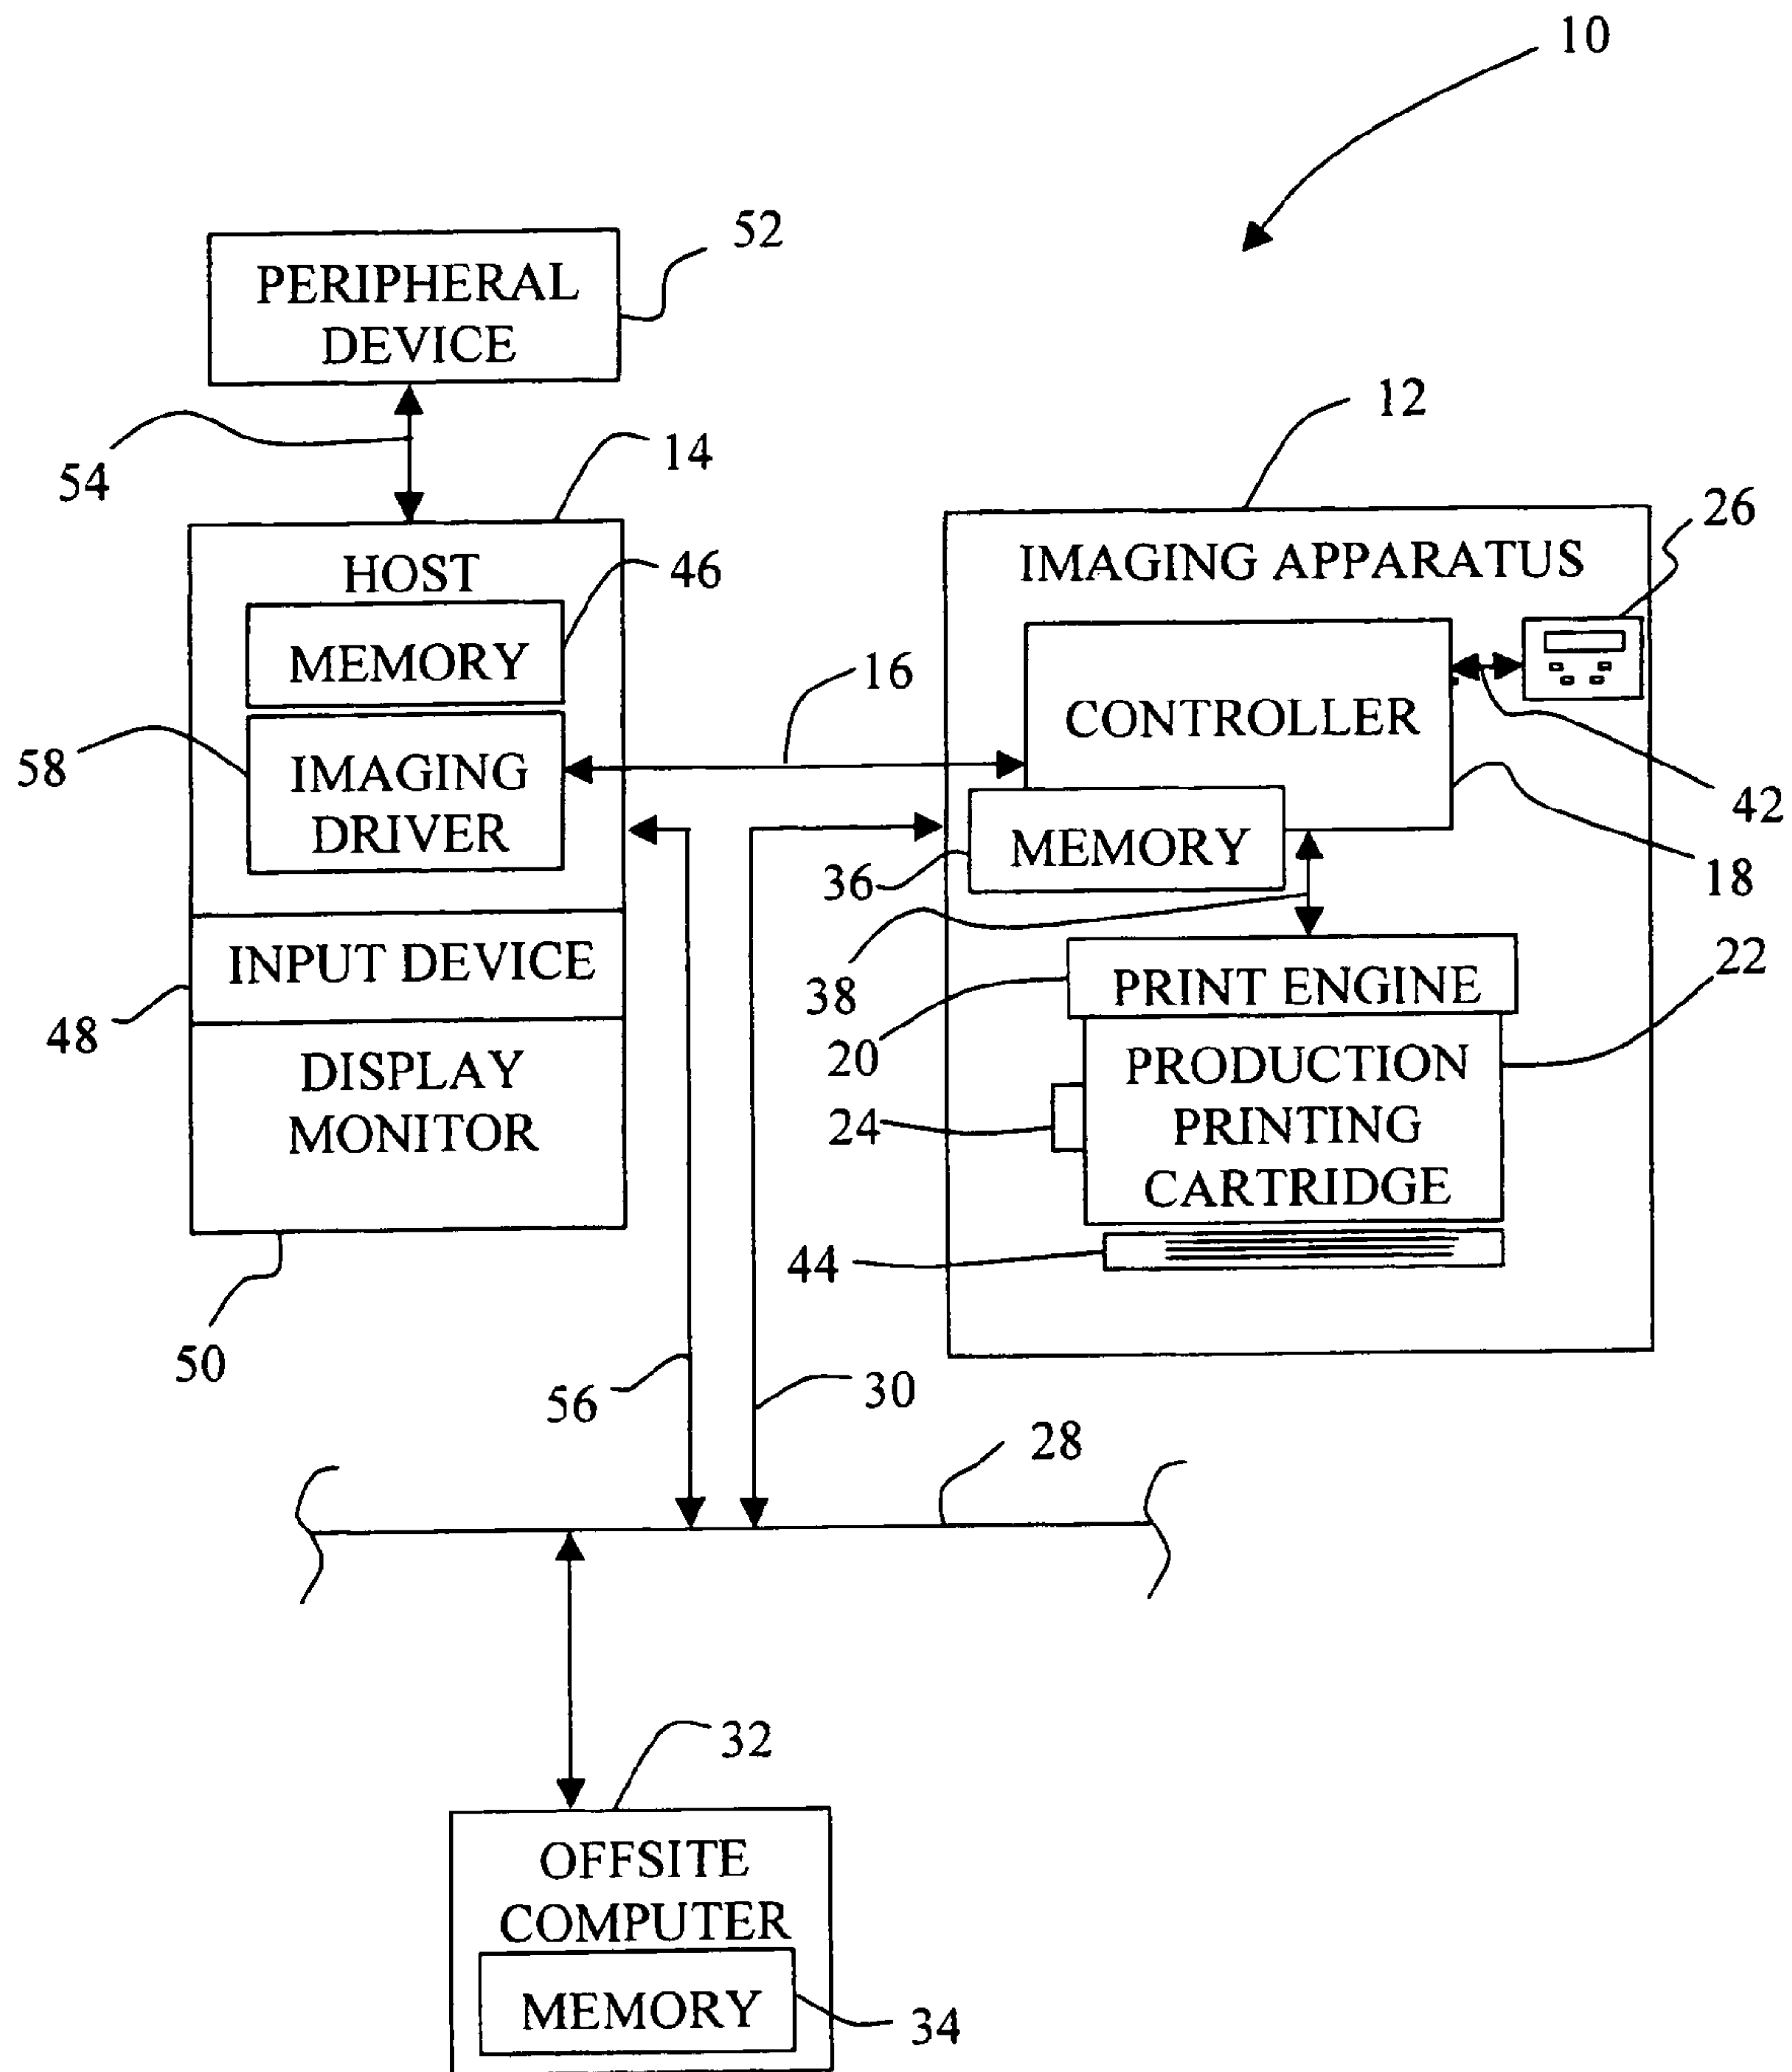 10
52
PERIPHERAL
DEVICE
54
14
12
26
HOST
46
IMAGING APPARATUS
MEMORY
16
CONTROLLER
58
IMAGING
DRIVER
42
MEMORY
36
18
INPUT DEVICE
38
PRINT ENGINE
22
48
20
DISPLAY
MONITOR
PRODUCTION
PRINTING
CARTRIDGE
24
44
50
56
30
28
32
OFFSITE
COMPUTER
MEMORY
34